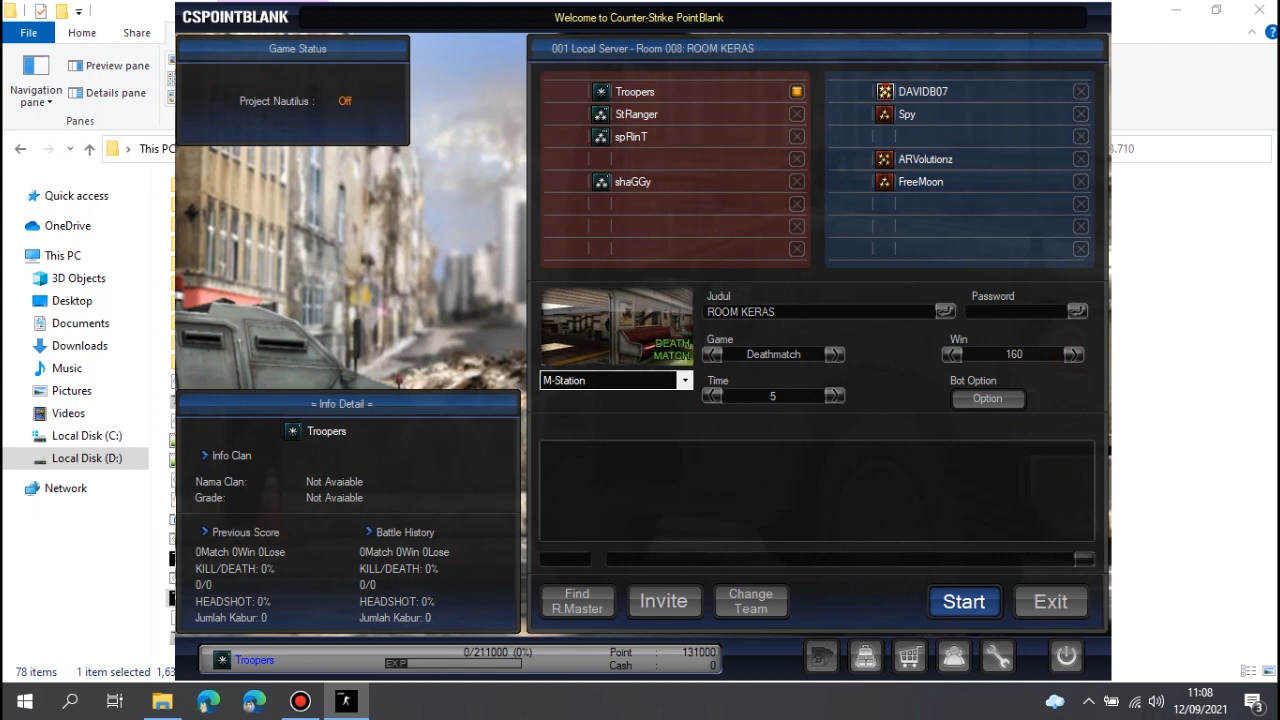 CSPOINTBLANK
Welcome to Counter-Strike PointBlank
File
Home
Share
Preview pane
Navigation pane
Details pane
Panes
This PC
.710
Quick access
OneDrive
This PC
3D Objects
Desktop
Documents
Downloads
Music
Pictures
Videos
Local Disk (C:)
Local Disk (D:)
Network
78 items
1 item selected
1,63
Game Status
Project Nautilus :
Off
001 Local Server - Room 008: ROOM KERAS
Troopers
StRanger
spRinT
shaGGy
DAVIDB07
Spy
ARVolutionz
FreeMoon
DEATH
MATCH
M-Station
Judul
ROOM KERAS
Password
Game
Deathmatch
Win
160
Time
5
Bot Option
Option
= Info Detail =
Troopers
Info Clan
Nama Clan: Not Avaiable
Grade: Not Avaiable
Previous Score
0Match 0Win 0Lose
KILL/DEATH: 0%
0/0
HEADSHOT: 0%
Jumlah Kabur: 0
Battle History
0Match 0Win 0Lose
KILL/DEATH: 0%
0/0
HEADSHOT: 0%
Jumlah Kabur: 0
Find
R.Master
Invite
Change
Team
Start
Exit
Troopers
0/211000 (0%)
EXP
Point : 131000
Cash : 0
11:08
12/09/2021
3